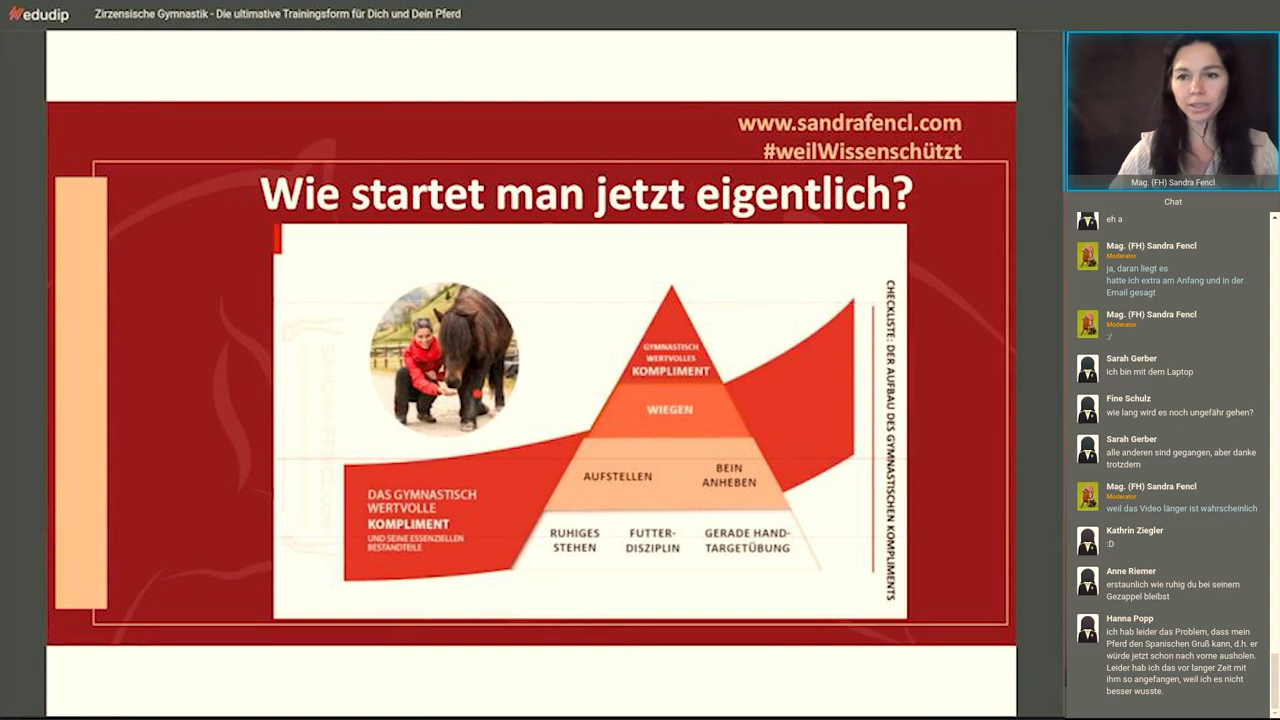 edudip
Zirzensische Gymnastik - Die ultimative Trainingsform für Dich und Dein Pferd
www.sandrafencl.com
#weilWissenschützt
Wie startet man jetzt eigentlich?
GYMNASTISCH
WERTVOLLES
KOMPLIMENT
WIEGEN
AUFSTELLEN
BEIN
ANHEBEN
RUHIGES
STEHEN
FUTTER-
DISZIPLIN
GERADE HAND-
TARGETÜBUNG
DAS GYMNASTISCH
WERTVOLLE
KOMPLIMENT
UND SEINE ESSENZIELLEN
BESTANDTEILE
CHECKLISTE: DER AUFBAU DES GYMNASTISCHEN KOMPLIMENTS
Mag. (FH) Sandra Fencl
Chat
eh a
Mag. (FH) Sandra Fencl
Moderator
ja, daran liegt es
hatte ich extra am Anfang und in der
Email gesagt
Mag. (FH) Sandra Fencl
Moderator
:/
Sarah Gerber
ich bin mit dem Laptop
Fine Schulz
wie lang wird es noch ungefähr gehen?
Sarah Gerber
alle anderen sind gegangen, aber danke
trotzdem
Mag. (FH) Sandra Fencl
Moderator
weil das Video länger ist wahrscheinlich
Kathrin Ziegler
:D
Anne Riemer
erstaunlich wie ruhig du bei seinem
Gezappel bleibst
Hanna Popp
ich hab leider das Problem, dass mein
Pferd den Spanischen Gruß kann, d.h. er
würde jetzt schon nach vorne ausholen.
Leider hab ich das vor langer Zeit mit
ihm so angefangen, weil ich es nicht
besser wusste.